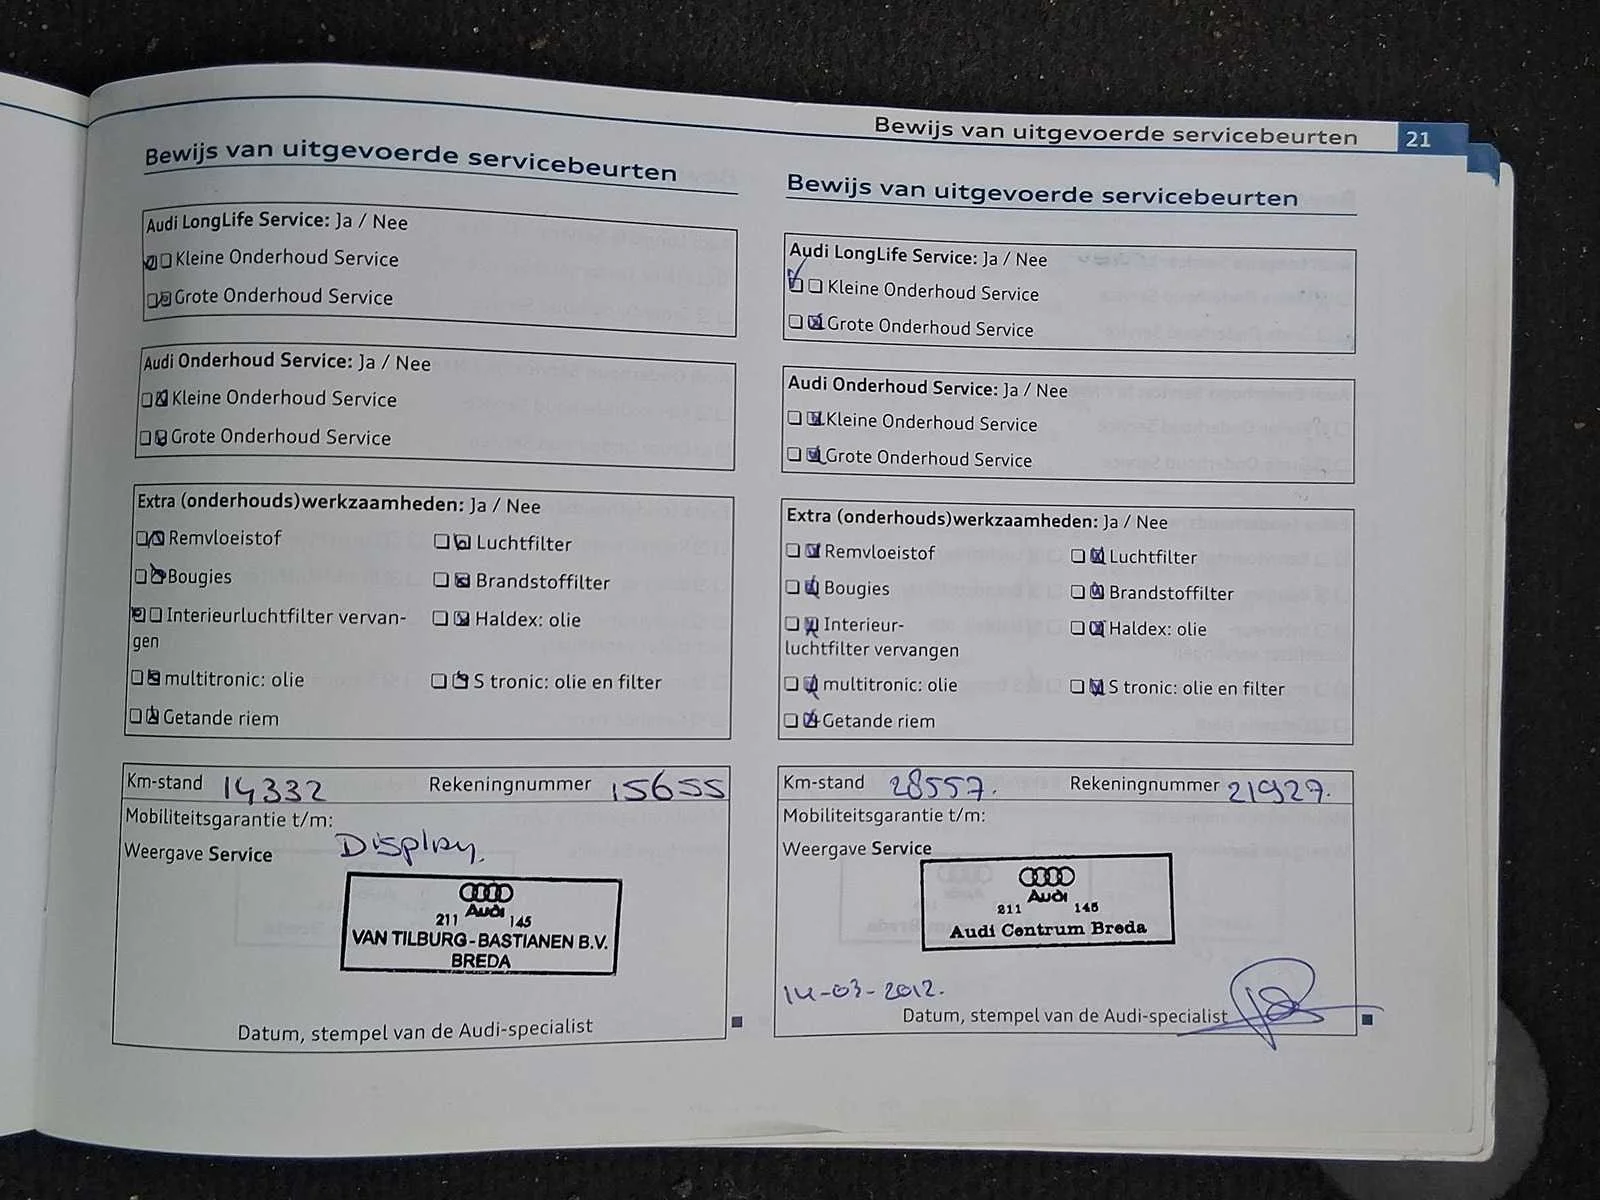 Bewijs van uitgevoerde servicebeurten 21
Bewijs van uitgevoerde servicebeurten
Audi LongLife Service: Ja / Nee
Kleine Onderhoud Service
Grote Onderhoud Service
Audi Onderhoud Service: Ja / Nee
Kleine Onderhoud Service
Grote Onderhoud Service
Extra (onderhouds)werkzaamheden: Ja / Nee
Remvloeistof Luchtfilter
Bougies Brandstoffilter
Interieurluchtfilter vervan- Haldex: olie
gen
multitronic: olie S tronic: olie en filter
Getande riem
Km-stand 14332 Rekeningnummer 15655
Mobiliteitsgarantie t/m:
Weergave Service Display.
Audi
211 145
VAN TILBURG-BASTIANEN B.V.
BREDA
Datum, stempel van de Audi-specialist
Bewijs van uitgevoerde servicebeurten
Audi LongLife Service: Ja / Nee
Kleine Onderhoud Service
Grote Onderhoud Service
Audi Onderhoud Service: Ja / Nee
Kleine Onderhoud Service
Grote Onderhoud Service
Extra (onderhouds)werkzaamheden: Ja / Nee
Remvloeistof Luchtfilter
Bougies Brandstoffilter
Interieur- Haldex: olie
luchtfilter vervangen
multitronic: olie S tronic: olie en filter
Getande riem
Km-stand 28557. Rekeningnummer 21927.
Mobiliteitsgarantie t/m:
Weergave Service
Audi
211 145
Audi Centrum Breda
14-03-2012.
Datum, stempel van de Audi-specialist